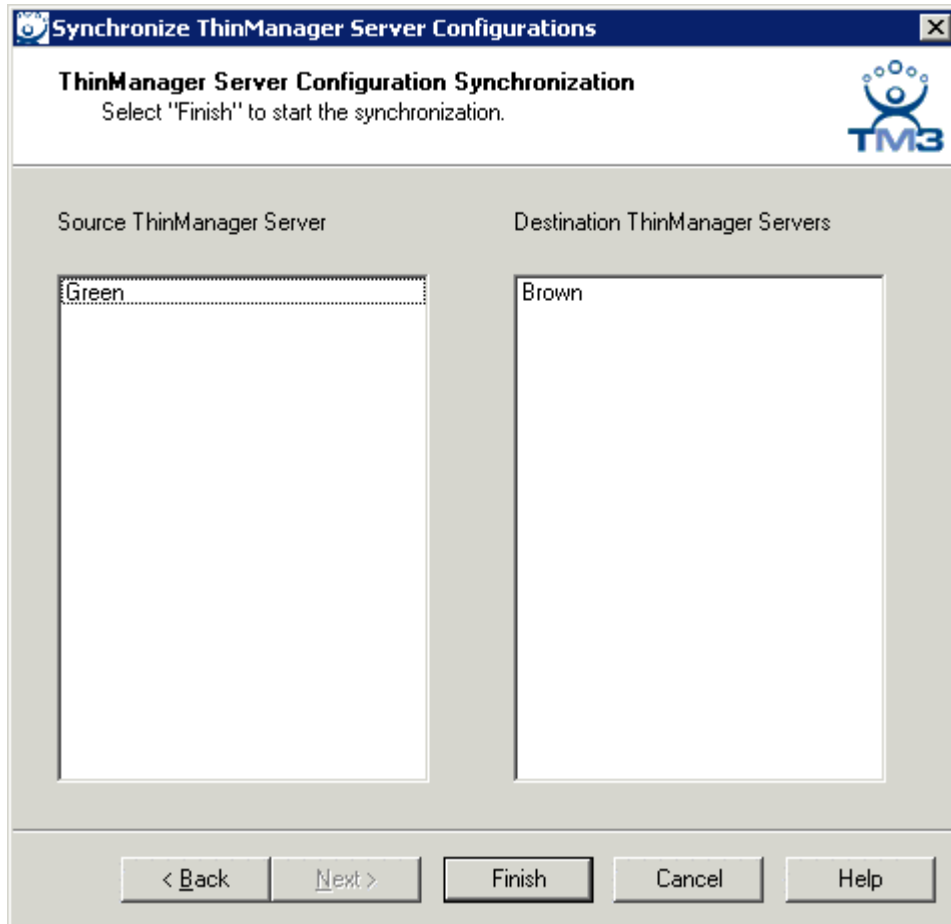 Synchronize ThinManager Server Configurations
ThinManager Server Configuration Synchronization
Select "Finish" to start the synchronization.
TM3
Source ThinManager Server
Destination ThinManager Servers
Green
Brown
< Back
Next >
Finish
Cancel
Help